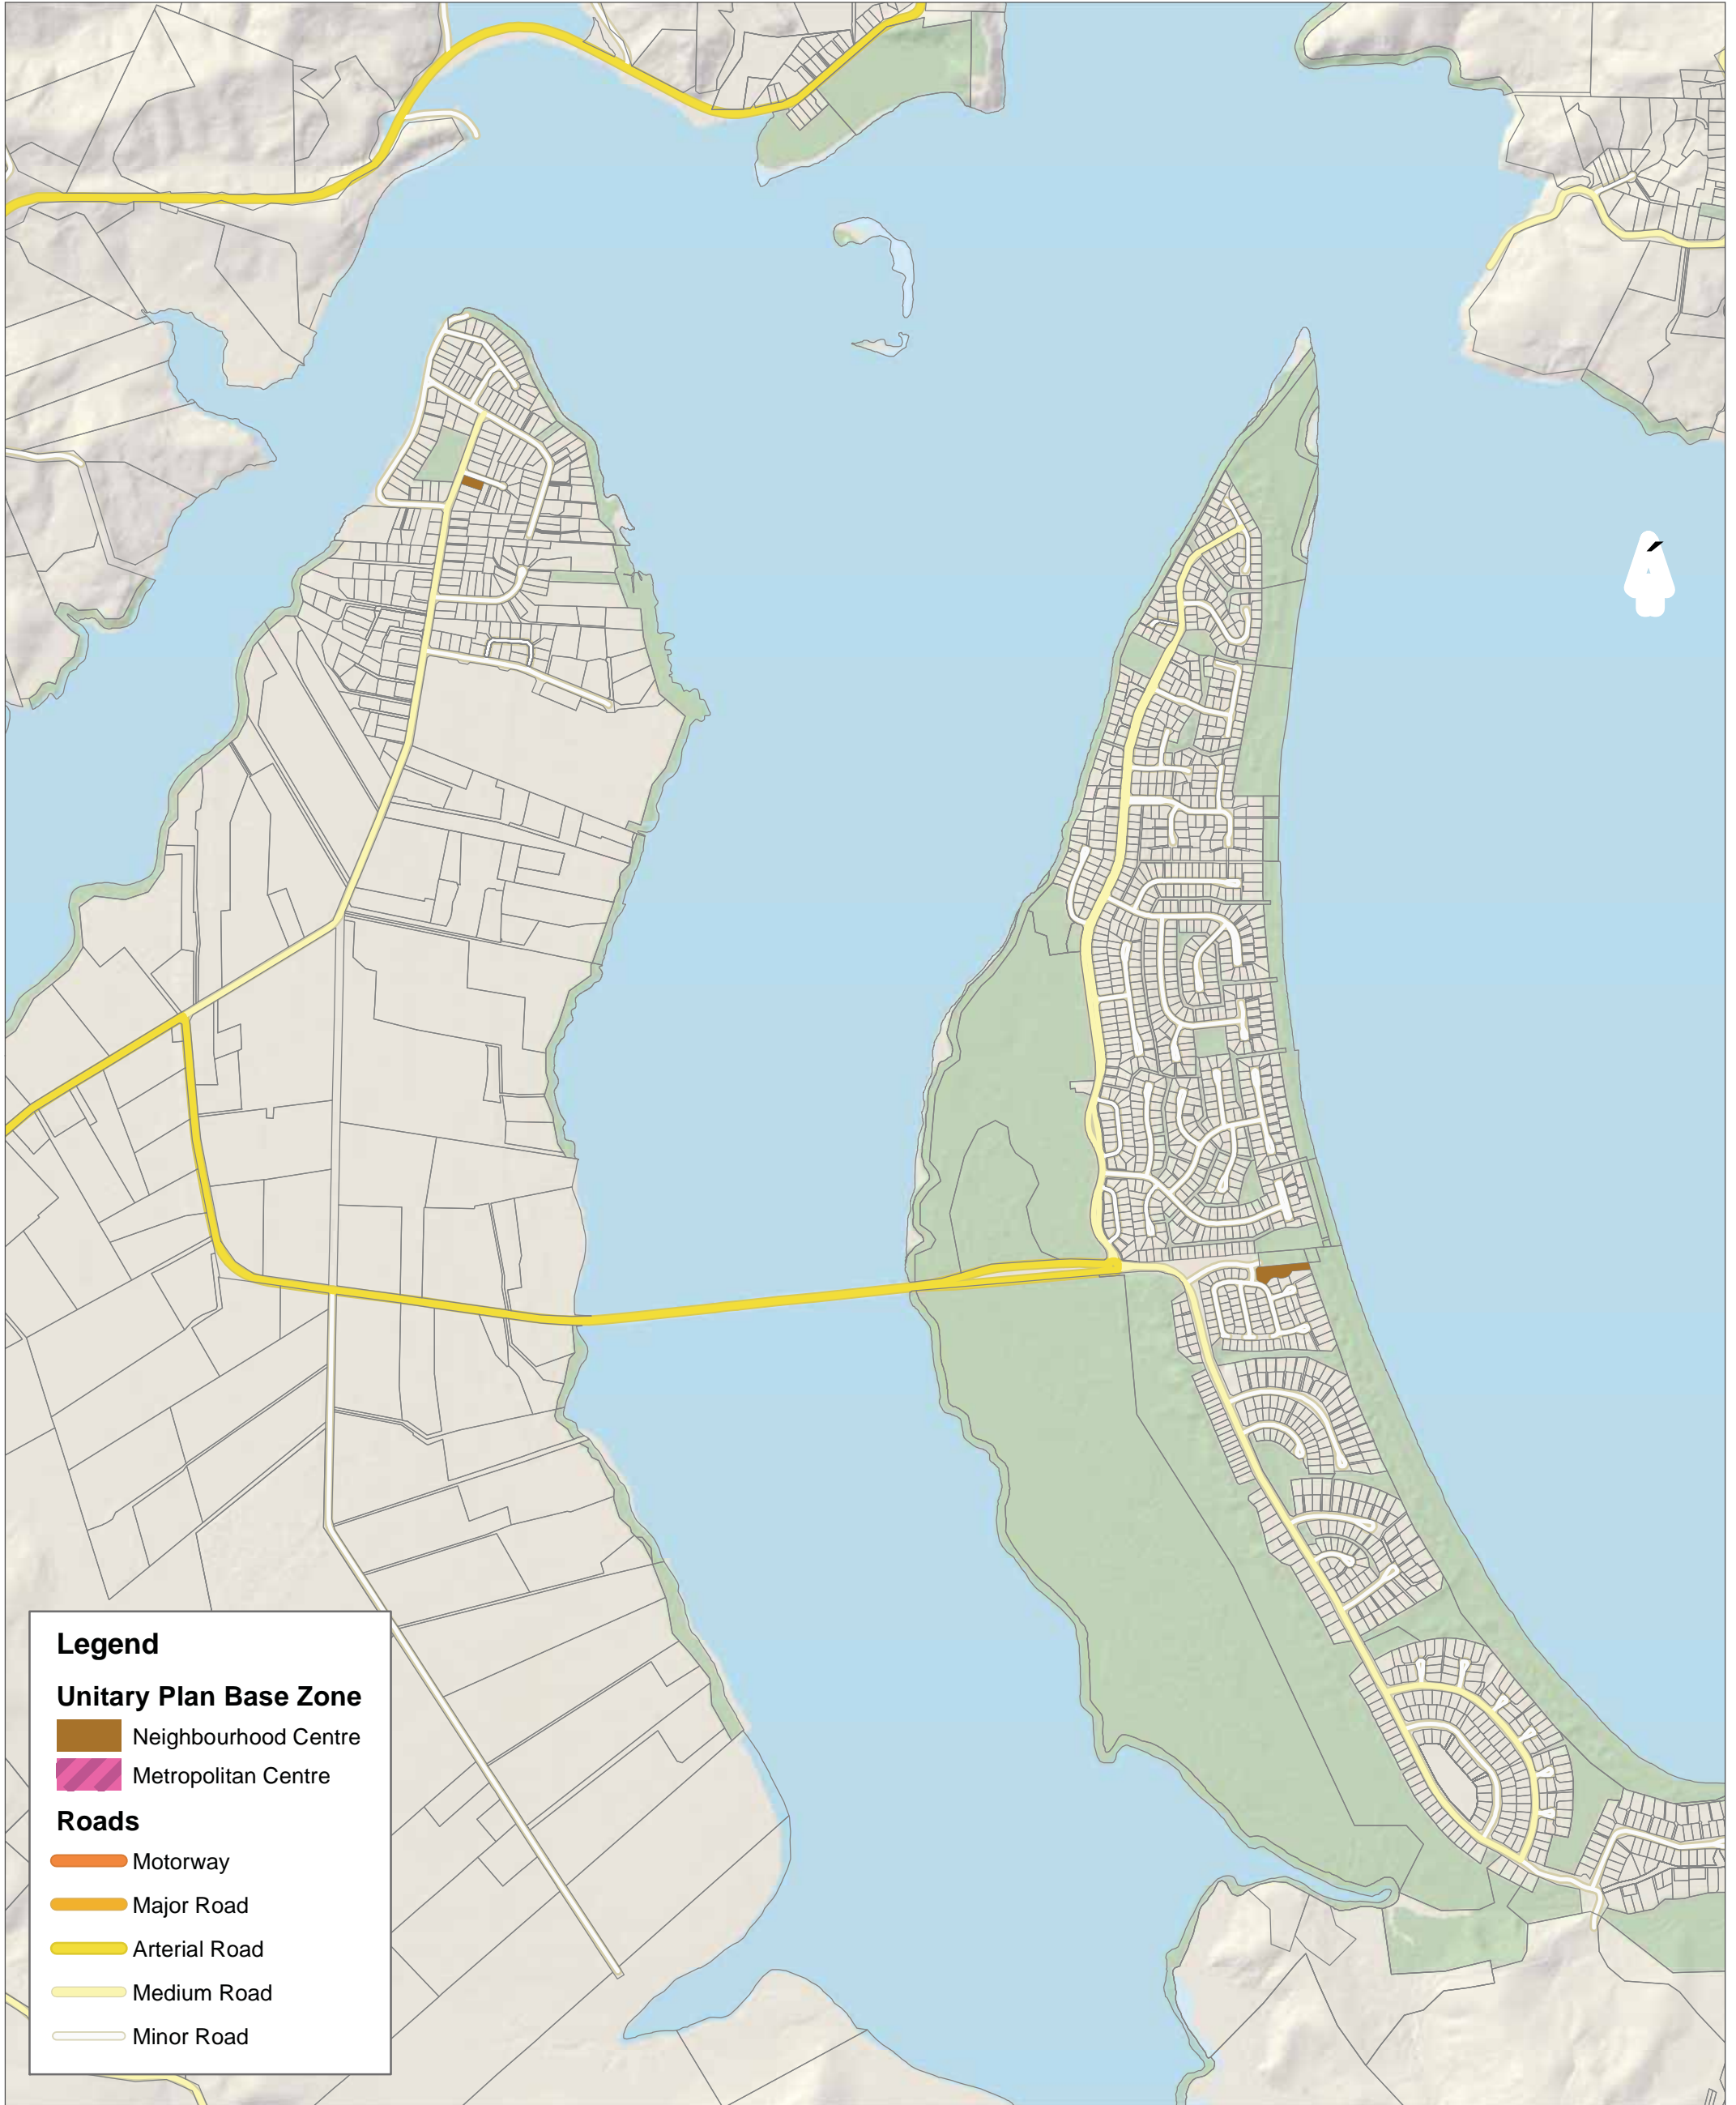 Legend
Unitary Plan Base Zone
Neighbourhood Centre
Metropolitan Centre
Roads
Motorway
Major Road
Arterial Road
Medium Road
Minor Road